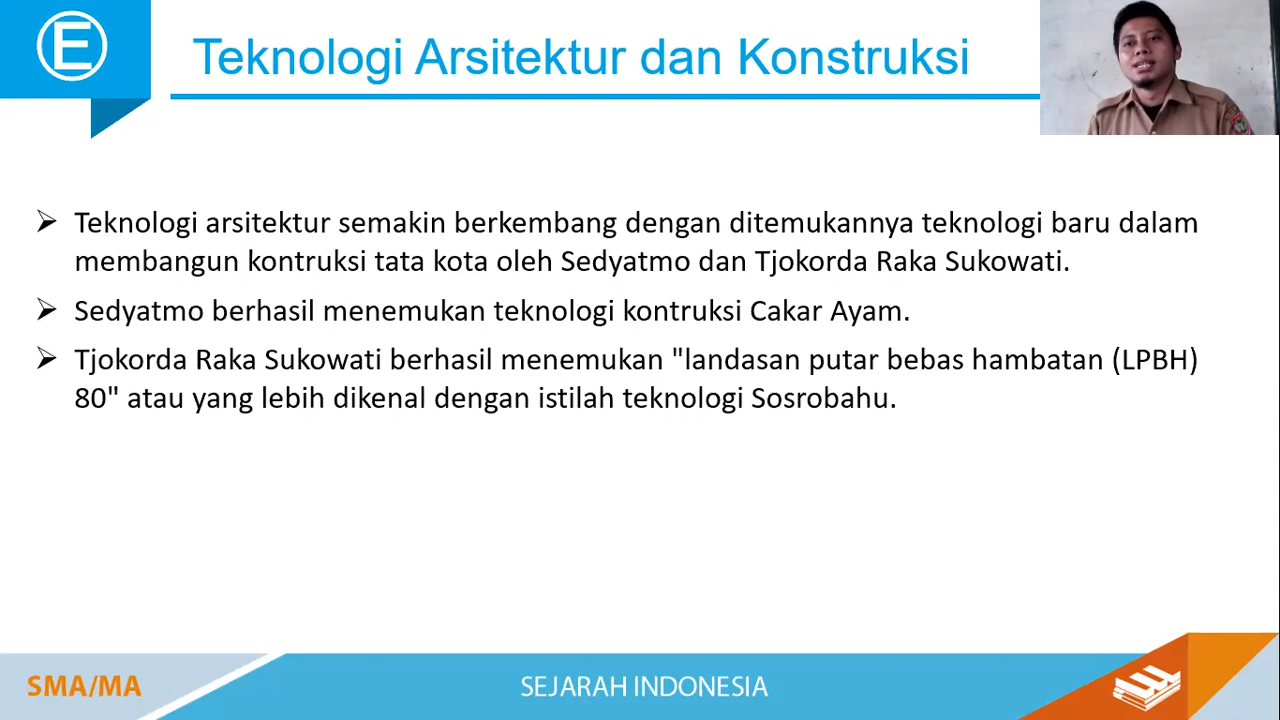 E
Teknologi Arsitektur dan Konstruksi
Teknologi arsitektur semakin berkembang dengan ditemukannya teknologi baru dalam
membangun kontruksi tata kota oleh Sedyatmo dan Tjokorda Raka Sukowati.
Sedyatmo berhasil menemukan teknologi kontruksi Cakar Ayam.
Tjokorda Raka Sukowati berhasil menemukan "landasan putar bebas hambatan (LPBH)
80" atau yang lebih dikenal dengan istilah teknologi Sosrobahu.
SMA/MA
SEJARAH INDONESIA